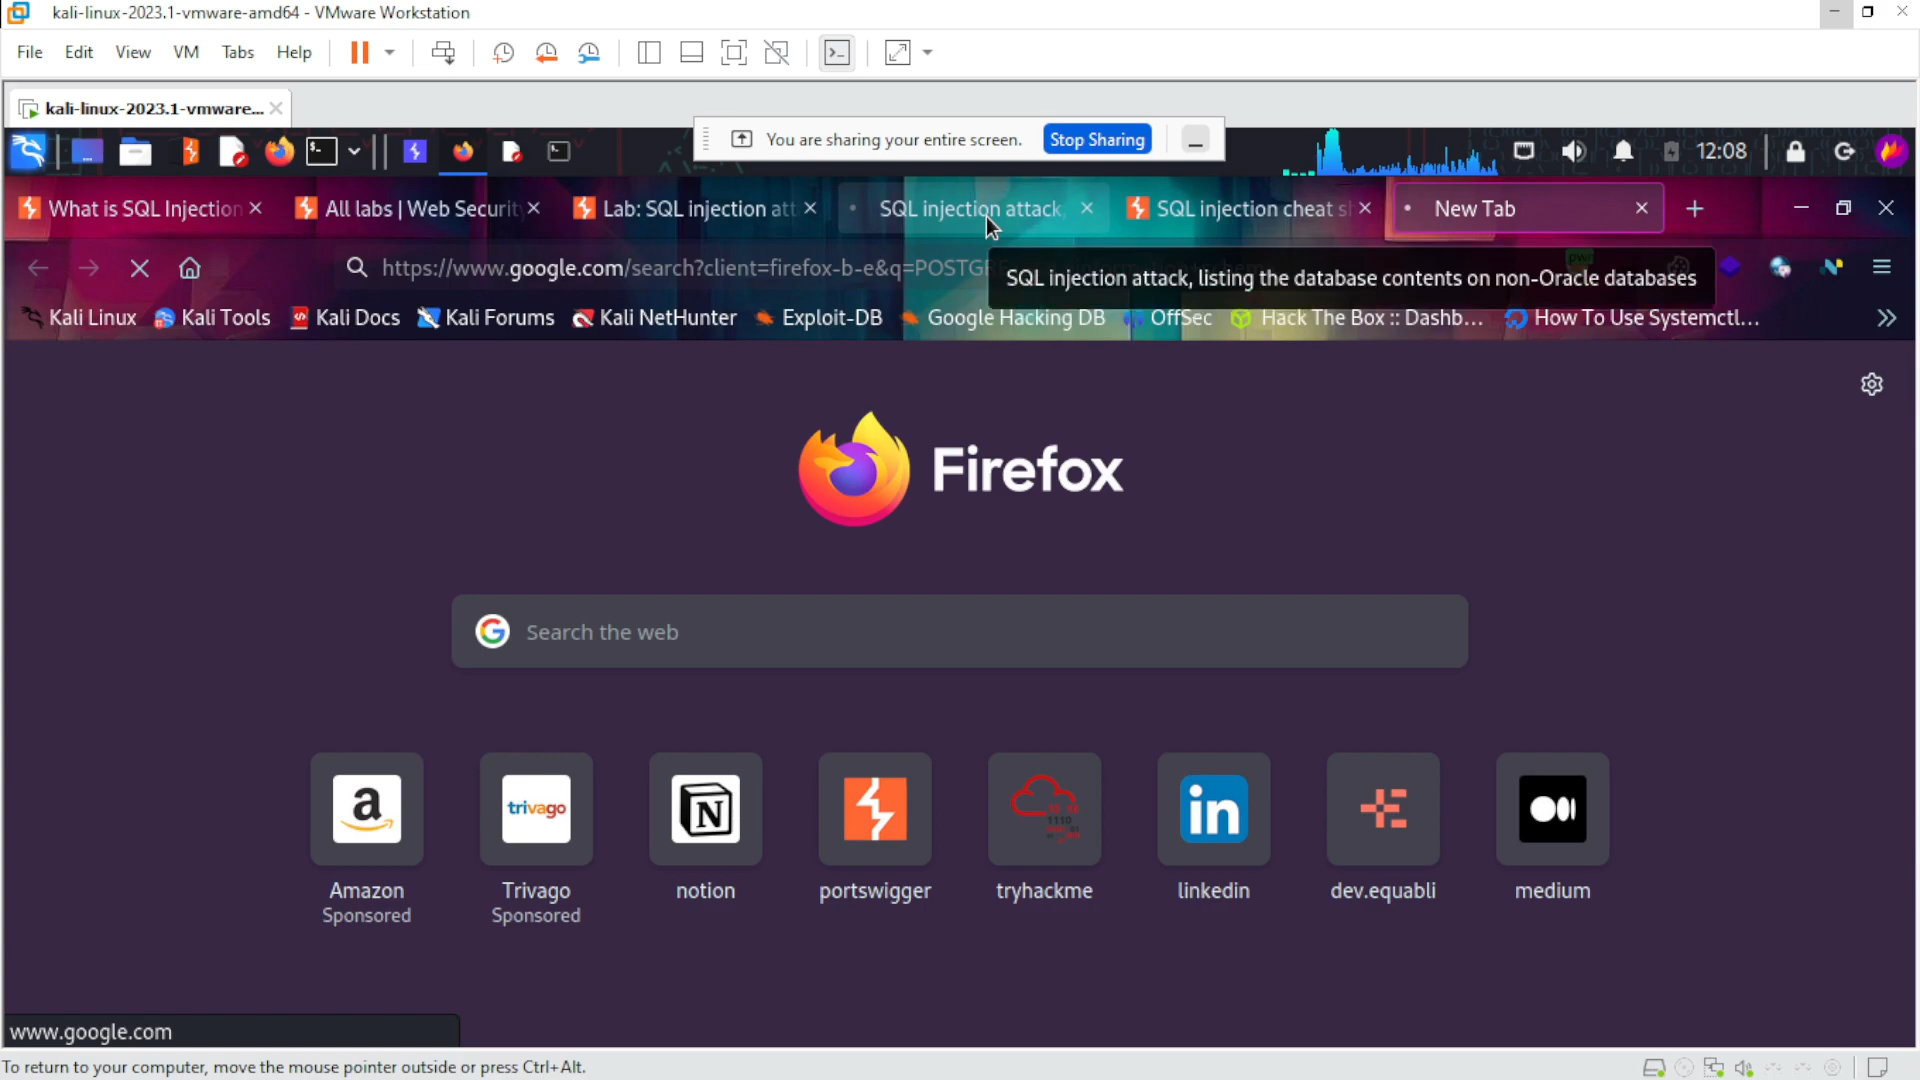 kali-linux-2023.1-vmware-amd64 - VMware Workstation
File Edit View VM Tabs Help
kali-linux-2023.1-vmware...
You are sharing your entire screen. Stop Sharing
12:08
What is SQL Injection All labs | Web Securit Lab: SQL injection att SQL injection attack, SQL injection cheat s New Tab
https://www.google.com/search?client=firefox-b-e&q=POSTG
SQL injection attack, listing the database contents on non-Oracle databases
Kali Linux Kali Tools Kali Docs Kali Forums Kali NetHunter Exploit-DB Google Hacking DB OffSec Hack The Box :: Dashb... How To Use Systemctl...
Firefox
Search the web
Amazon Trivago notion portswigger tryhackme linkedin dev.equabli medium
Sponsored Sponsored
www.google.com
To return to your computer, move the mouse pointer outside or press Ctrl+Alt.